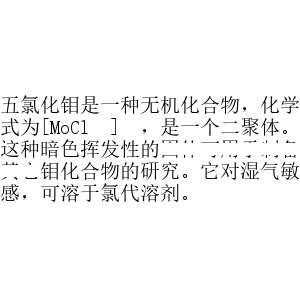 五氯化钼是一种无机化合物，化学
式为[MoCl  ]  ，是一个二聚体。
这种暗色挥发性的
钼化合物的研究。它对湿气敏
感，可溶于氯代溶剂。